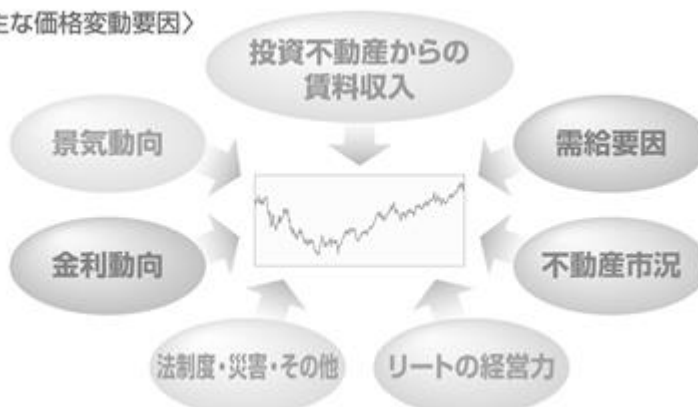 主な価格変動要因〉
投資不動産からの
賃料収入
景気動向
需給要因
金利動向
不動産市況
法制度・災害・その他
リートの経営力